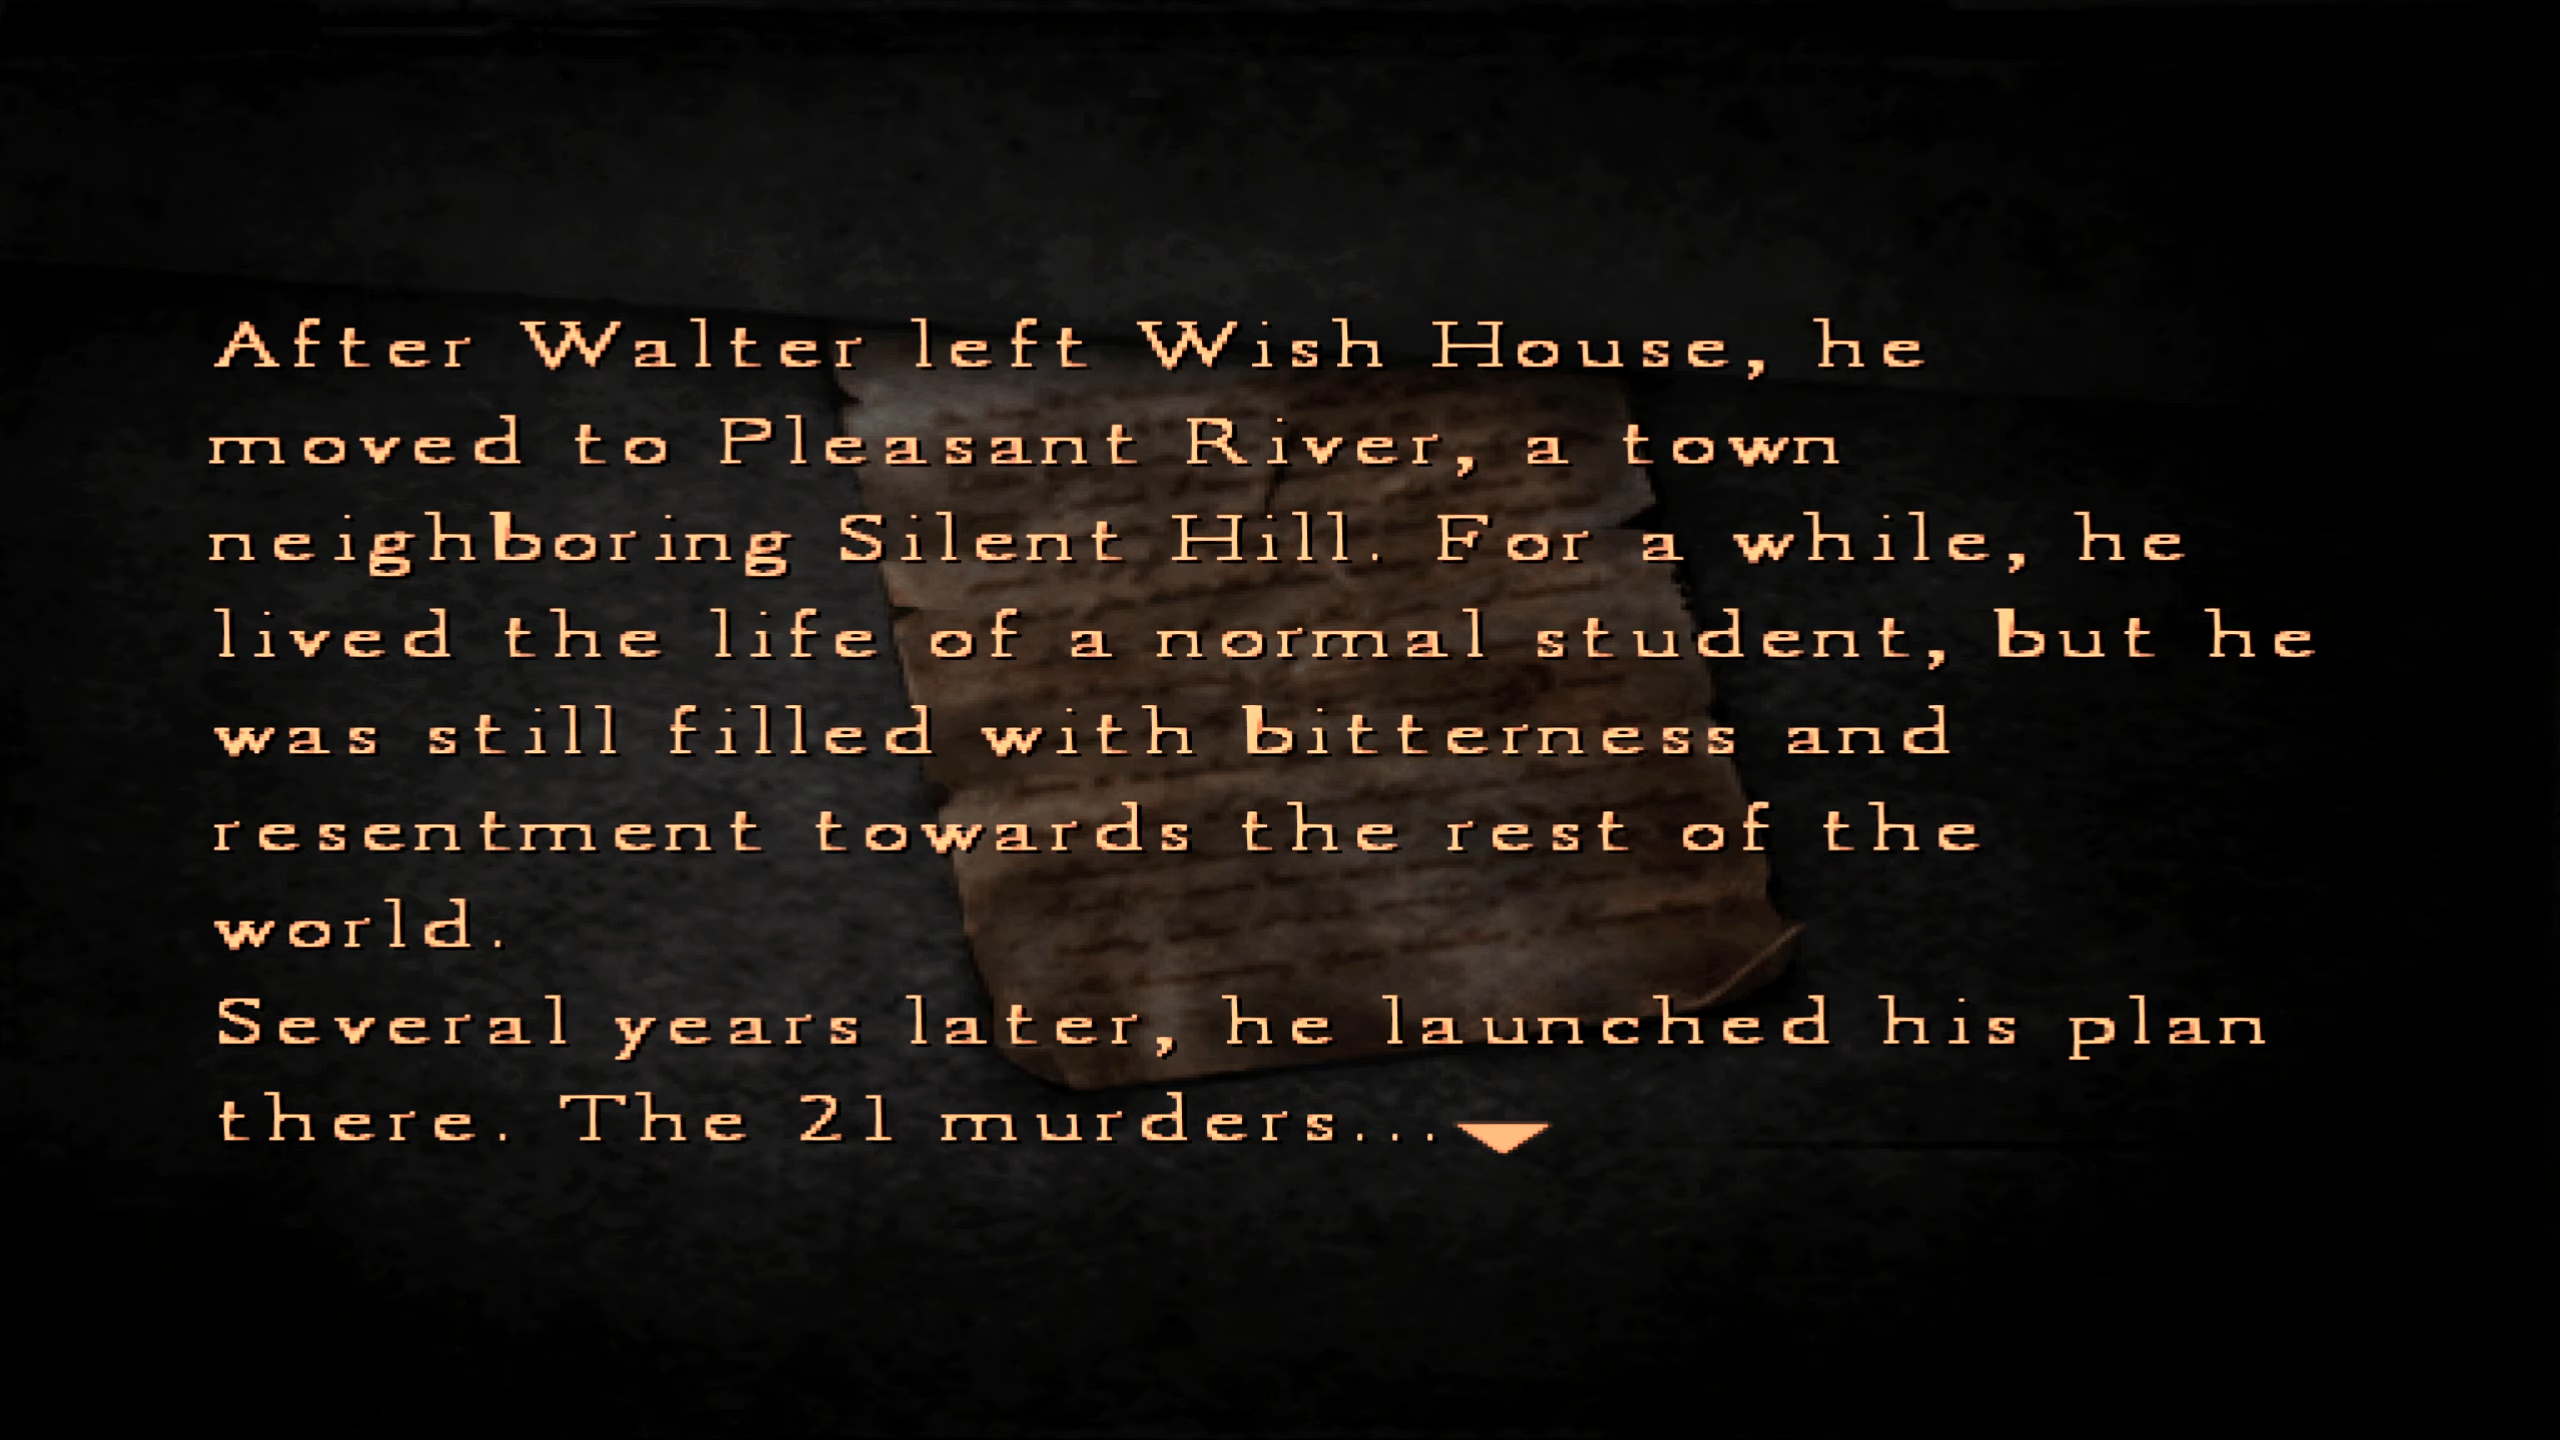 After Walter left Wish House, he
moved to Pleasant River, a town
neighboring Silent Hill. For a while, he
lived the life of a normal student, but he
was still filled with bitterness and
resentment towards the rest of the
world.
Several years later, he launched his plan
there. The 21 murders...